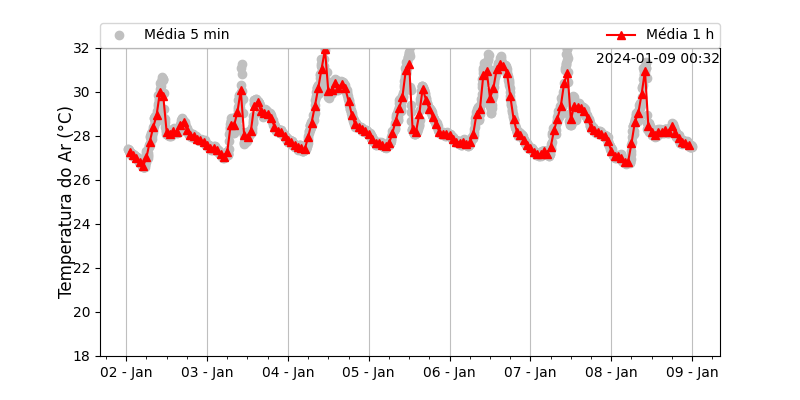 Média 5 min
Média 1 h
2024-01-09 00:32
Temperatura do Ar (°C)
32
30
28
26
24
22
20
18
02 - Jan
03 - Jan
04 - Jan
05 - Jan
06 - Jan
07 - Jan
08 - Jan
09 - Jan